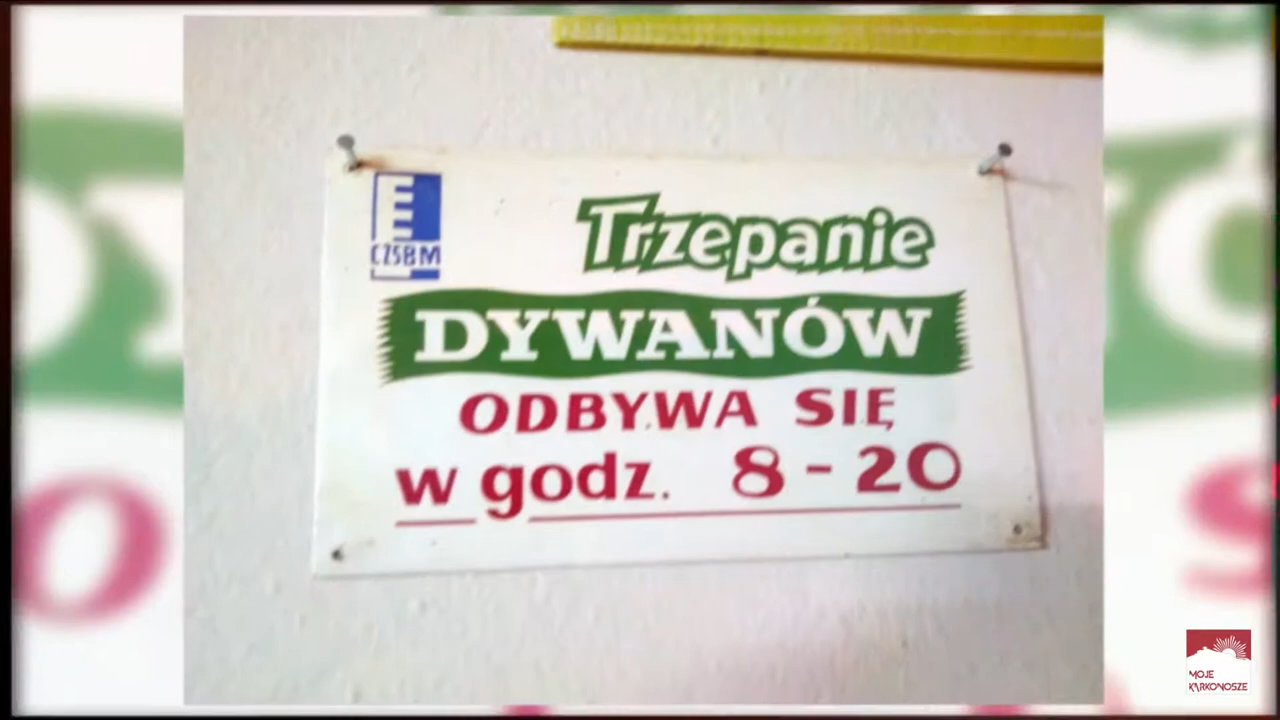 CZSBM
Trzepanie
DYWANÓW
ODBYWA SIĘ
w godz. 8 - 20
MOJE
KARKONOSZE